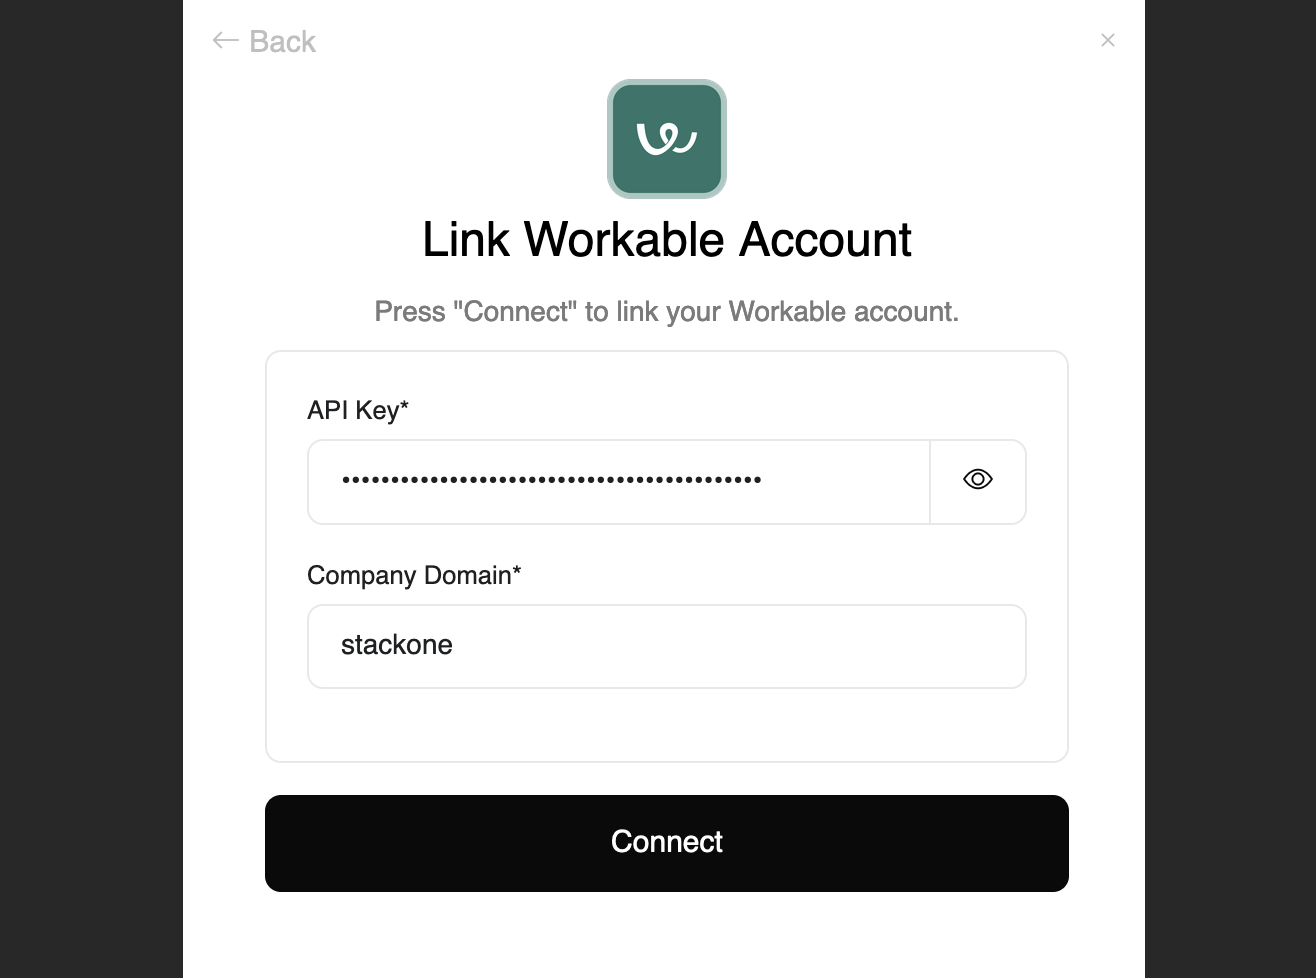 Back
Link Workable Account
Press "Connect" to link your Workable account.
API Key*
Company Domain*
stackone
Connect